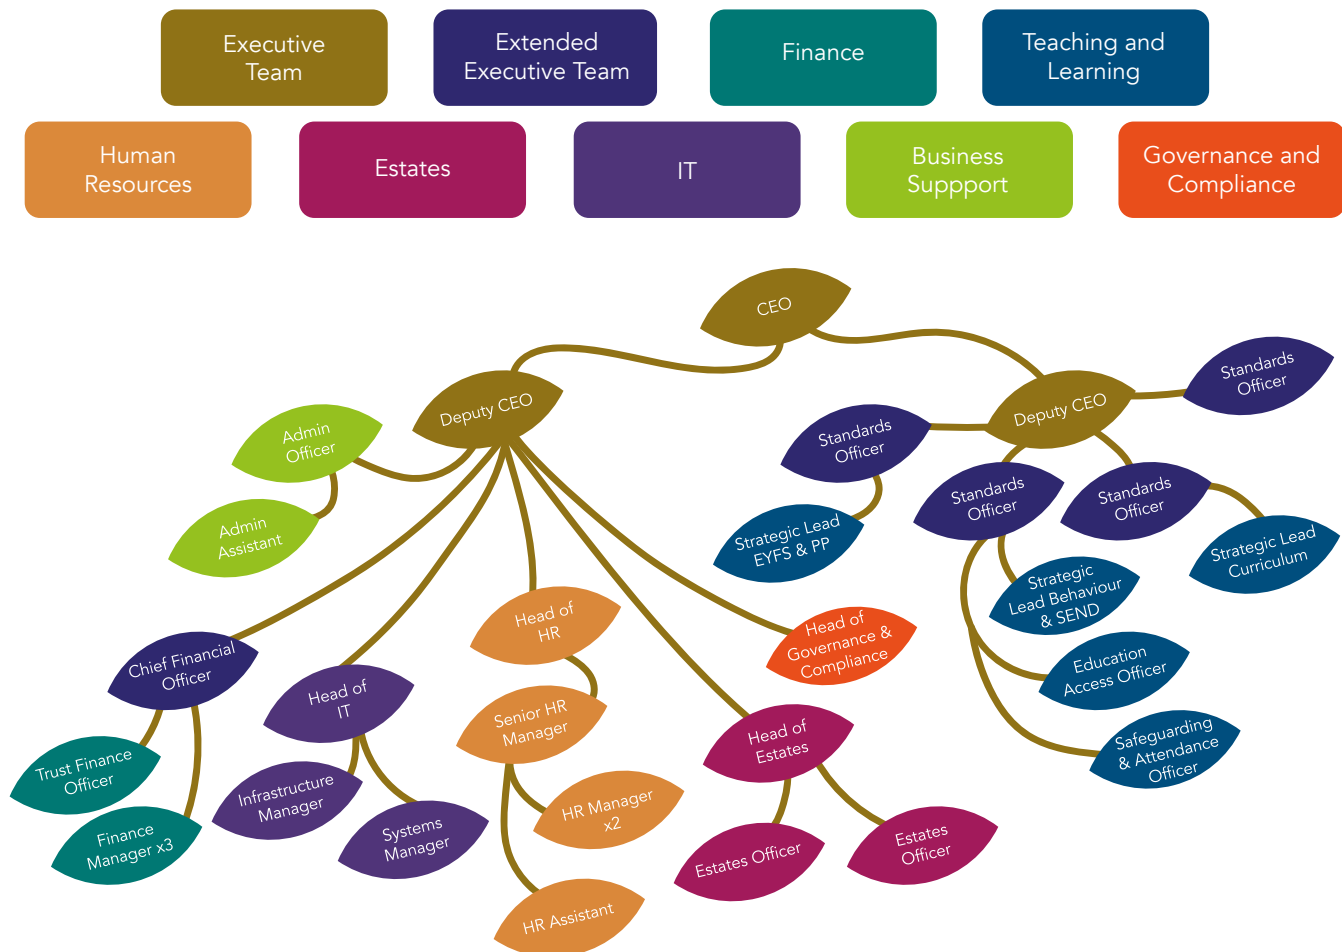 Executive
Team
Extended
Executive Team
Finance
Teaching and
Learning
Human
Resources
Estates
IT
Business
Suppport
Governance and
Compliance
CEO
Deputy CEO
Deputy CEO
Standards
Officer
Admin
Officer
Standards
Officer
Standards
Officer
Standards
Officer
Admin
Assistant
Strategic Lead
EYFS & PP
Strategic Lead
Curriculum
Strategic
Lead Behaviour
& SEND
Head of
HR
Head of
Governance &
Compliance
Education
Access Officer
Chief Financial
Officer
Head of
IT
Senior HR
Manager
Head of
Estates
Safeguarding
& Attendance
Officer
Trust Finance
Officer
Infrastructure
Manager
HR Manager
x2
Finance
Manager x3
Systems
Manager
Estates Officer
Estates
Officer
HR Assistant